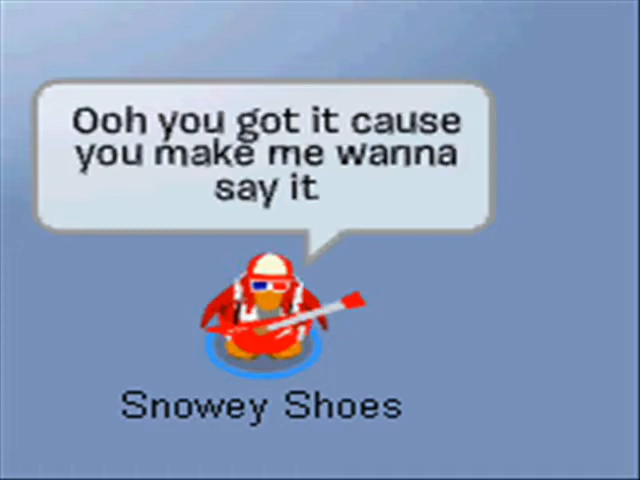 Ooh you got it cause
you make me wanna
say it
Snowey Shoes